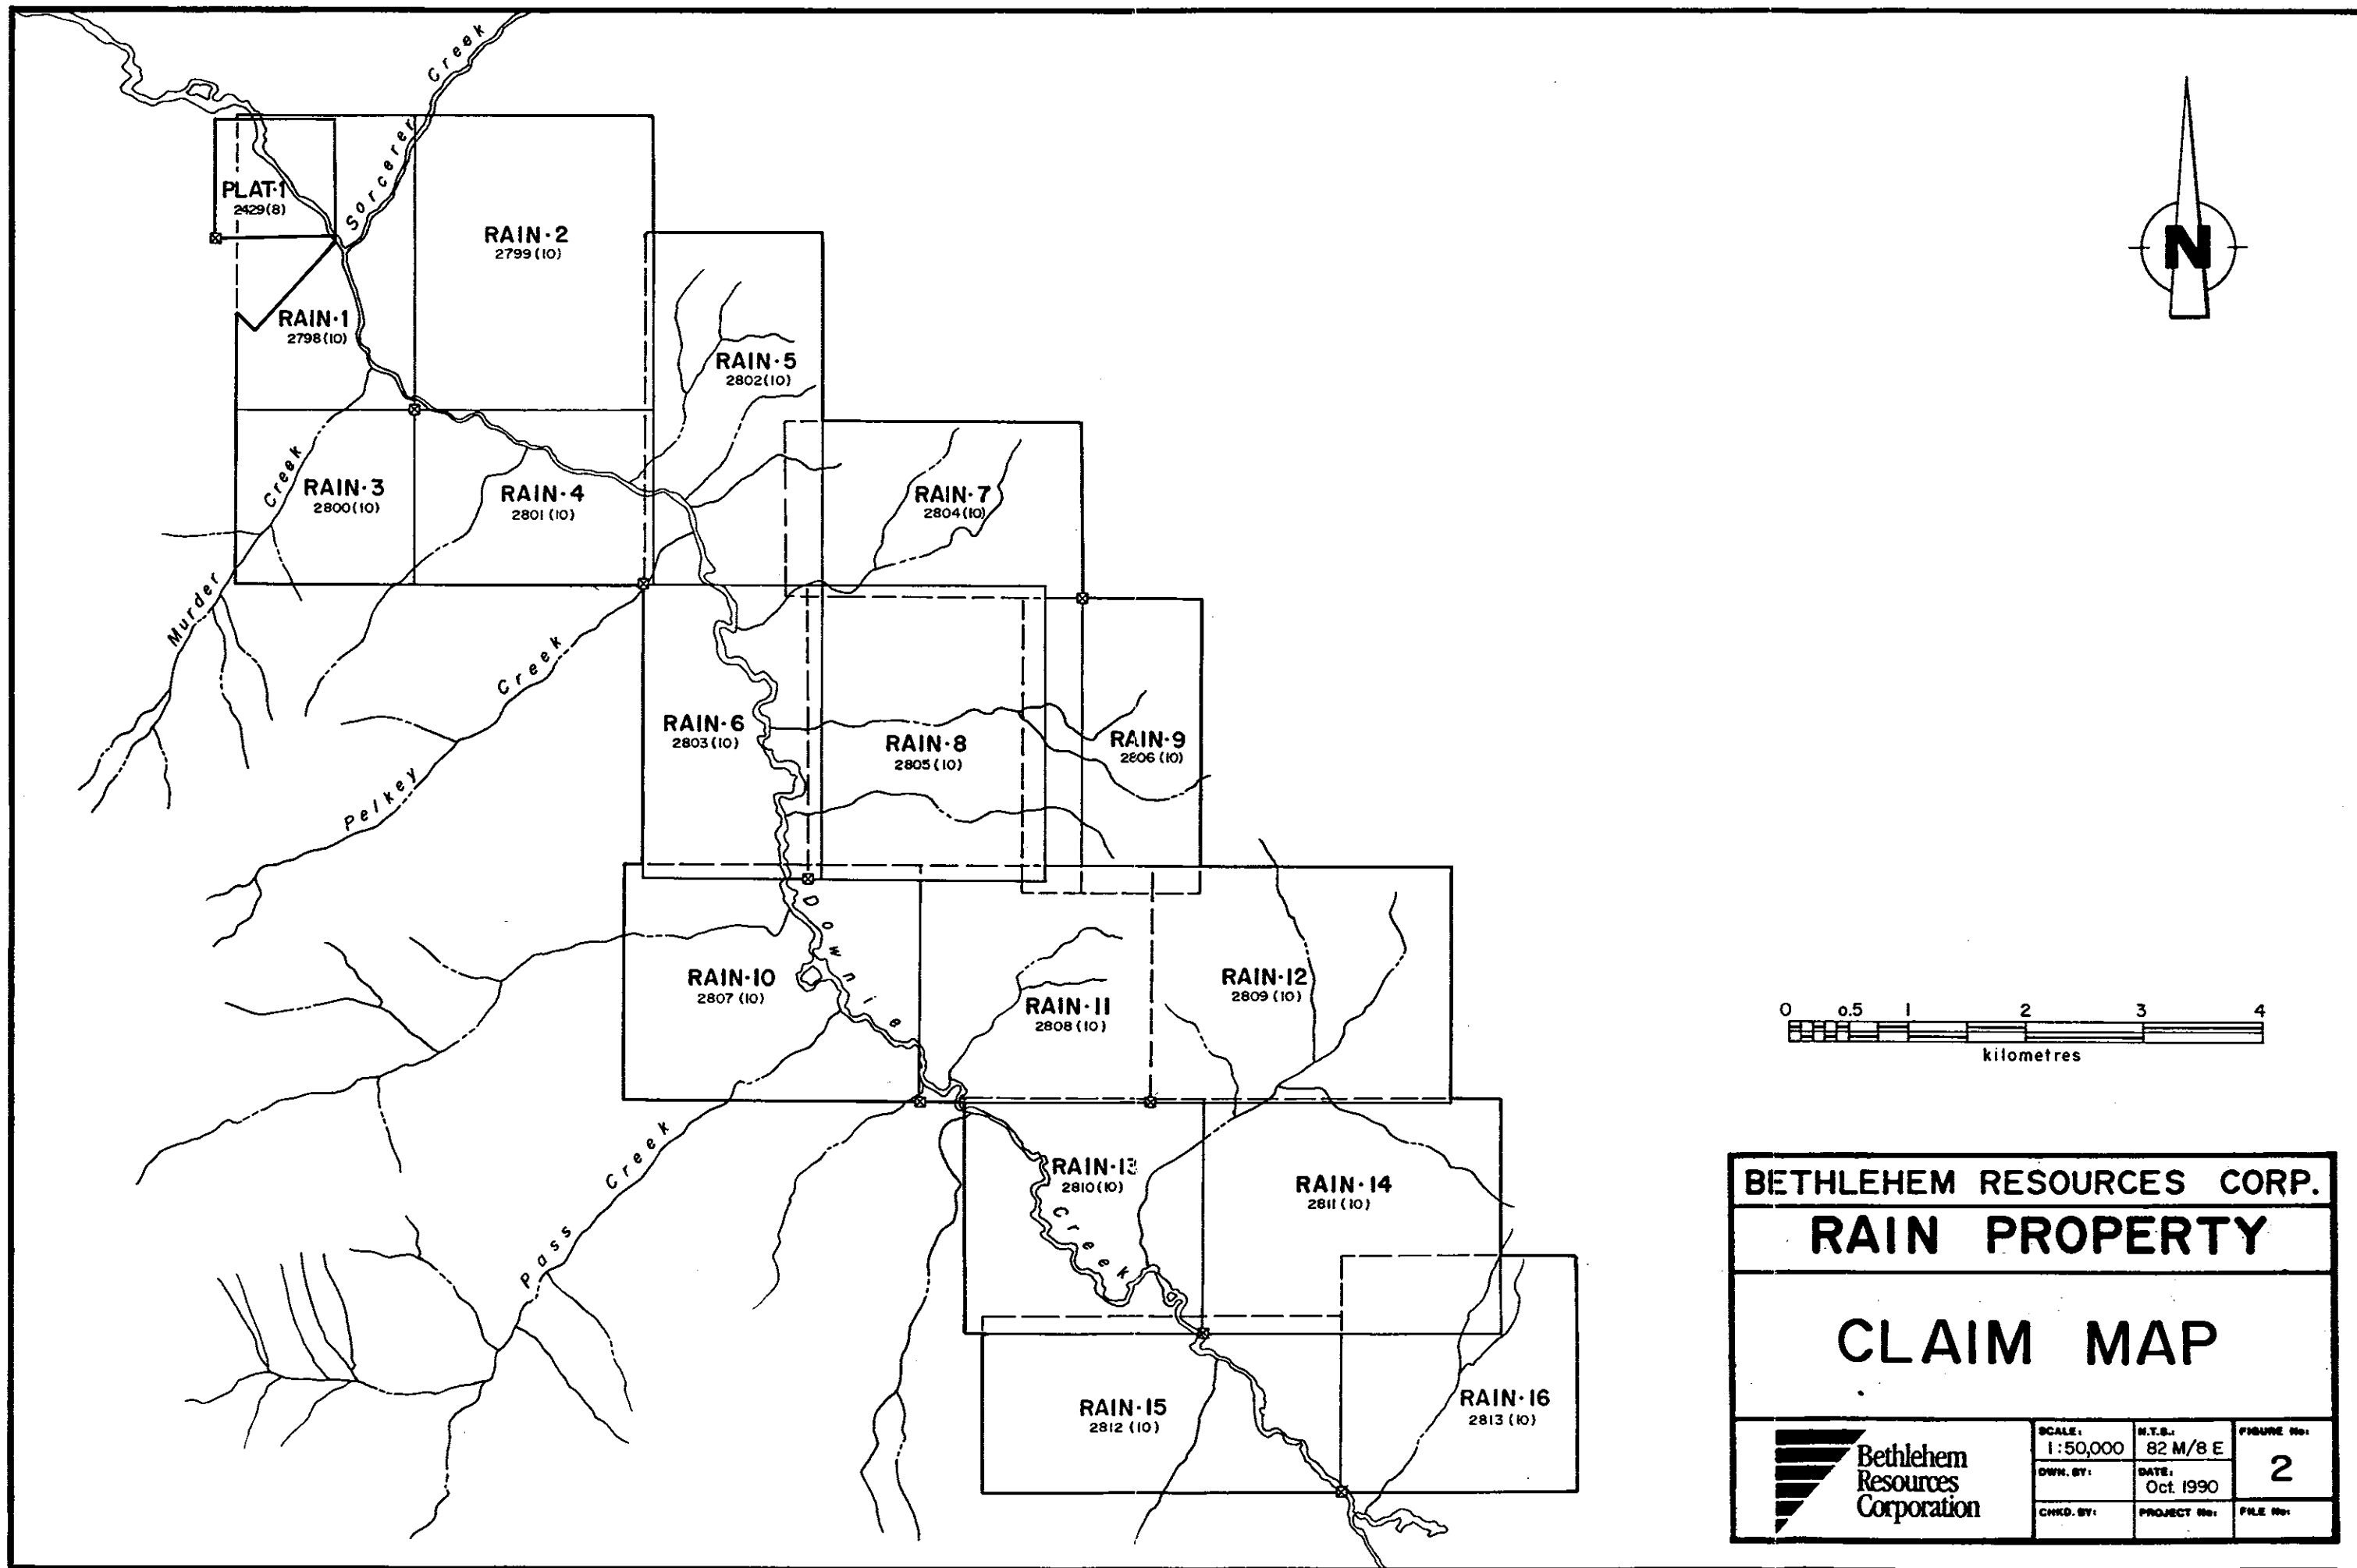 Sorcerer Creek
PLAT·1
2429(8)
RAIN·2
2799(10)
RAIN·1
2798(10)
RAIN·5
2802(10)
RAIN·3
2800(10)
RAIN·4
2801(10)
RAIN·7
2804(10)
Murder Creek
Pelkey Creek
RAIN·6
2803(10)
RAIN·8
2805(10)
RAIN·9
2806(10)
Downie Creek
RAIN·10
2807(10)
RAIN·11
2808(10)
RAIN·12
2809(10)
Pass Creek
RAIN·13
2810(10)
RAIN·14
2811(10)
RAIN·15
2812(10)
RAIN·16
2813(10)
N
0 0.5 1 2 3 4
kilometres
BETHLEHEM RESOURCES CORP.
RAIN PROPERTY
CLAIM MAP
Bethlehem
Resources
Corporation
SCALE:
1:50,000
N.T.S.:
82 M/8 E
FIGURE No:
2
DWN. BY:
DATE:
Oct. 1990
CHKD. BY:
PROJECT No:
FILE No: